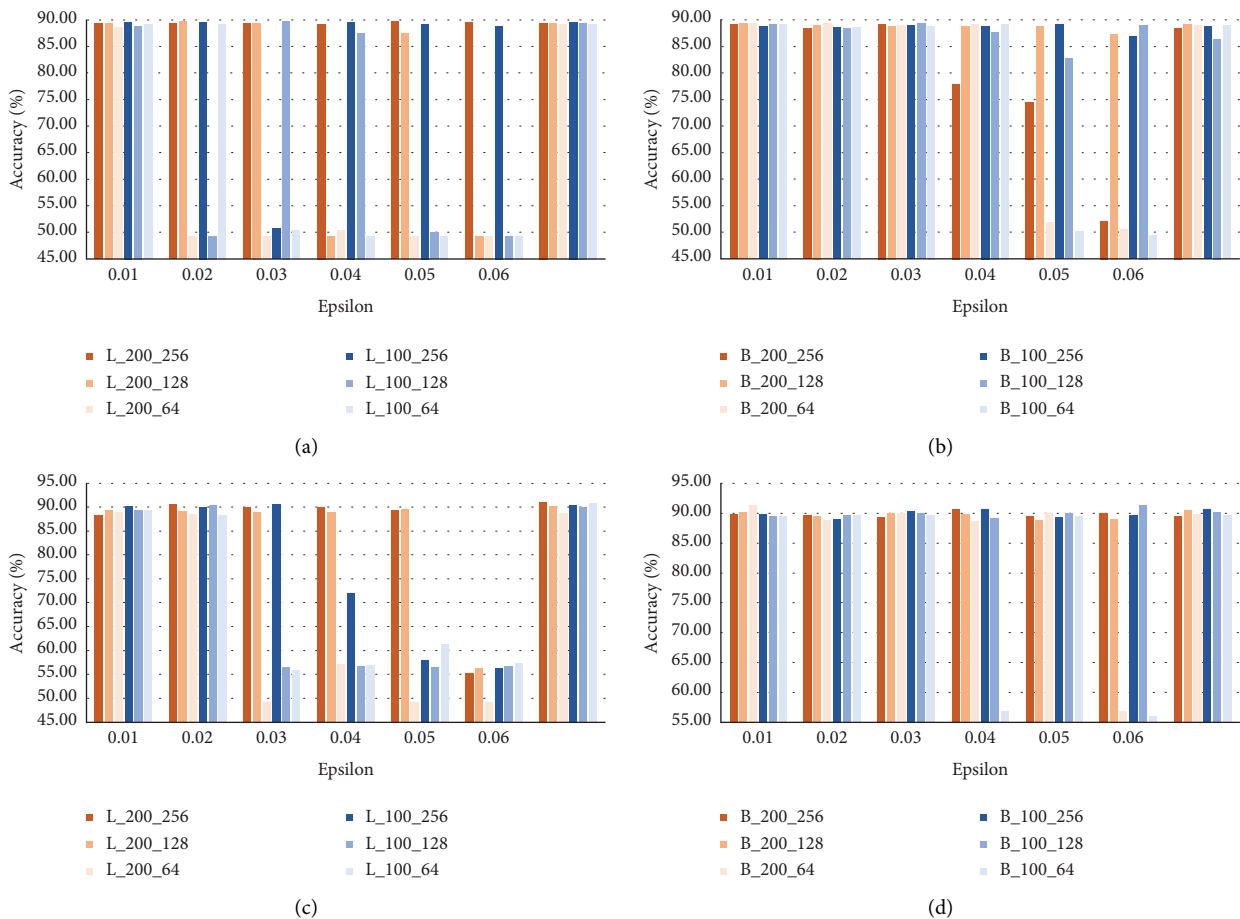 90.00
85.00
80.00
75.00
70.00
65.00
60.00
55.00
50.00
45.00
Accuracy (%)
0.01 0.02 0.03 0.04 0.05 0.06
Epsilon
L_200_256 L_100_256
L_200_128 L_100_128
L_200_64 L_100_64
(a)
90.00
85.00
80.00
75.00
70.00
65.00
60.00
55.00
50.00
45.00
Accuracy (%)
0.01 0.02 0.03 0.04 0.05 0.06
Epsilon
B_200_256 B_100_256
B_200_128 B_100_128
B_200_64 B_100_64
(b)
95.00
90.00
85.00
80.00
75.00
70.00
65.00
60.00
55.00
50.00
45.00
Accuracy (%)
0.01 0.02 0.03 0.04 0.05 0.06
Epsilon
L_200_256 L_100_256
L_200_128 L_100_128
L_200_64 L_100_64
(c)
95.00
90.00
85.00
80.00
75.00
70.00
65.00
60.00
55.00
Accuracy (%)
0.01 0.02 0.03 0.04 0.05 0.06
Epsilon
B_200_256 B_100_256
B_200_128 B_100_128
B_200_64 B_100_64
(d)